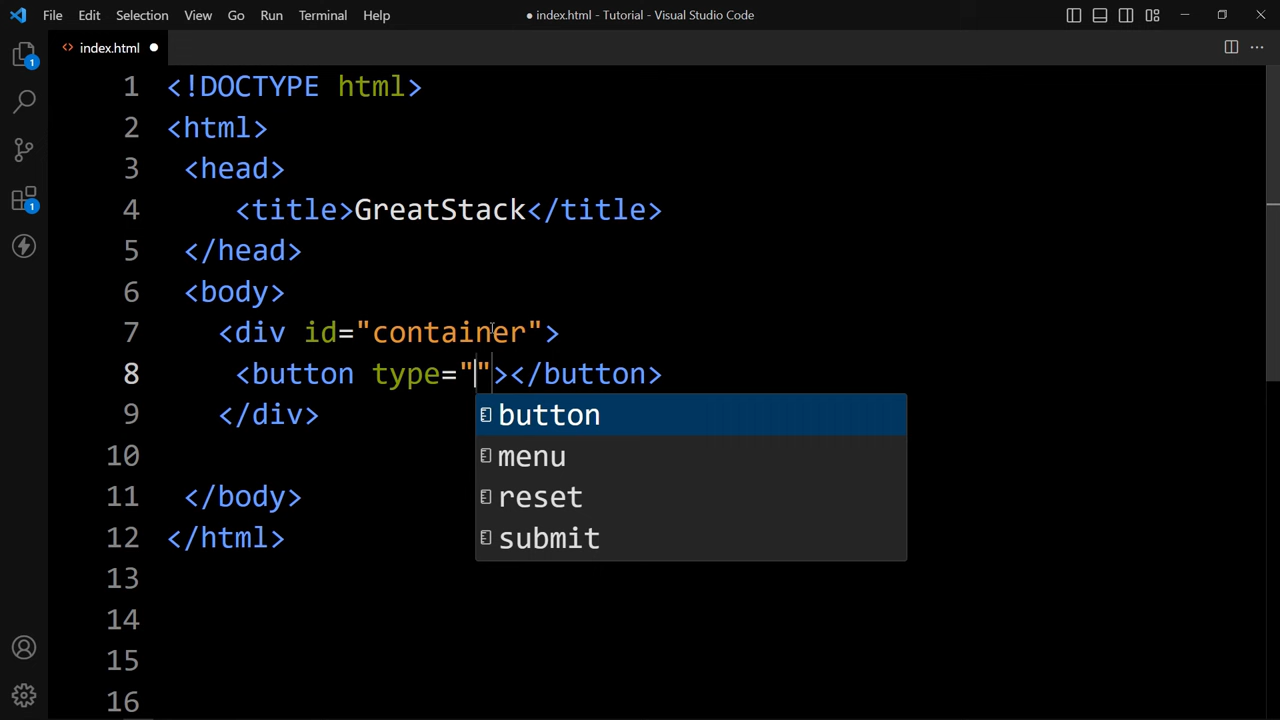 File Edit Selection View Go Run Terminal Help ● index.html - Tutorial - Visual Studio Code
<> index.html ●
1 <!DOCTYPE html>
2 <html>
3 <head>
4 <title>GreatStack</title>
5 </head>
6 <body>
7 <div id="container">
8 <button type=""></button>
9 </div>
button
10
menu
11 </body>
reset
12 </html>
submit
13
14
15
16
1
1